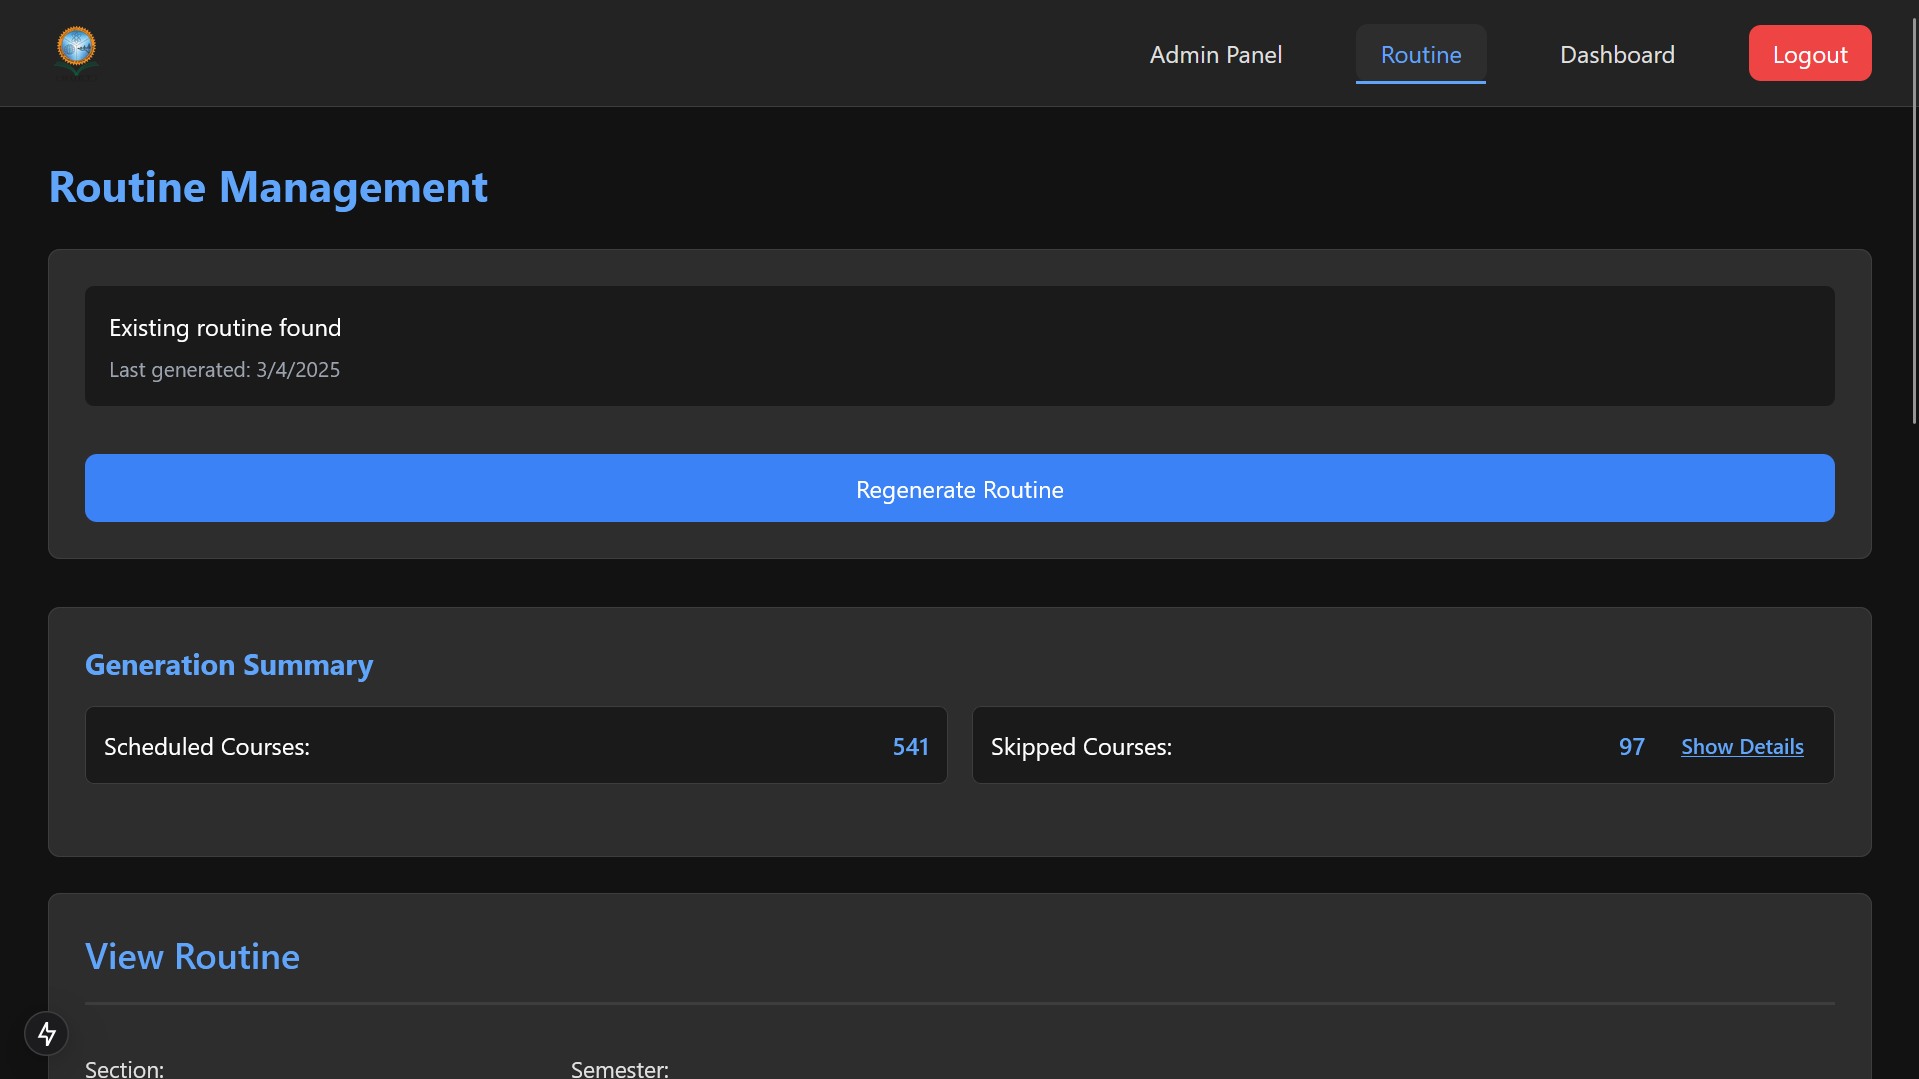 Admin Panel
Routine
Dashboard
Logout
Routine Management
Existing routine found
Last generated: 3/4/2025
Regenerate Routine
Generation Summary
Scheduled Courses: 541
Skipped Courses: 97 Show Details
View Routine
Section:
Semester: